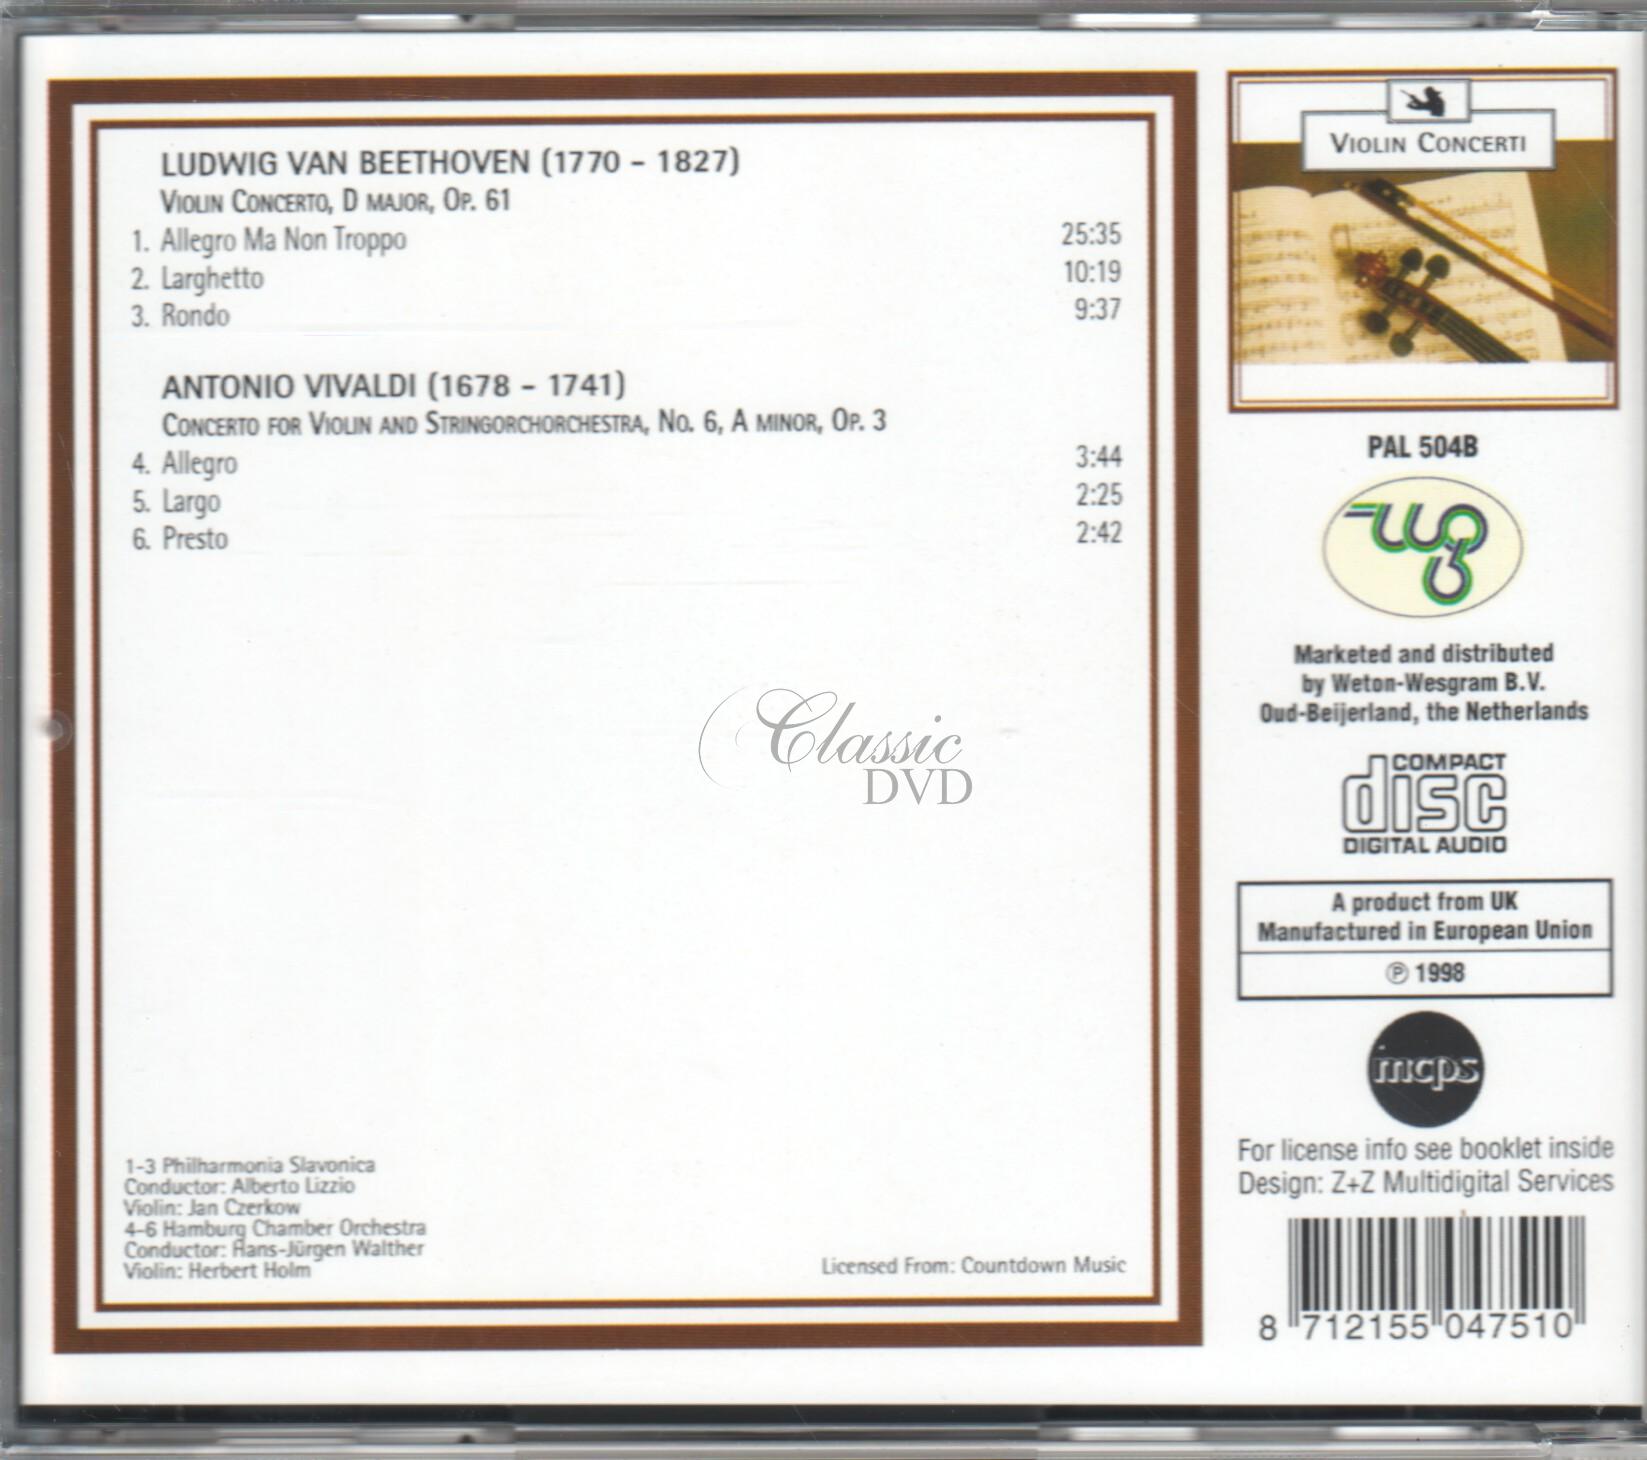 LUDWIG VAN BEETHOVEN (1770 – 1827)
VIOLIN CONCERTO, D MAJOR, OP. 61
1. Allegro Ma Non Troppo 25:35
2. Larghetto 10:19
3. Rondo 9:37
ANTONIO VIVALDI (1678 – 1741)
CONCERTO FOR VIOLIN AND STRINGORCHORCHESTRA, NO. 6, A MINOR, OP. 3
4. Allegro 3:44
5. Largo 2:25
6. Presto 2:42
Classic
DVD
1-3 Philharmonia Slavonica
Conductor: Alberto Lizzio
Violin: Jan Czerkow
4-6 Hamburg Chamber Orchestra
Conductor: Hans-Jürgen Walther
Violin: Herbert Holm
Licensed From: Countdown Music
VIOLIN CONCERTI
PAL 504B
Marketed and distributed
by Weton-Wesgram B.V.
Oud-Beijerland, the Netherlands
COMPACT
disc
DIGITAL AUDIO
A product from UK
Manufactured in European Union
℗ 1998
mcps
For license info see booklet inside
Design: Z+Z Multidigital Services
8 712155 047510